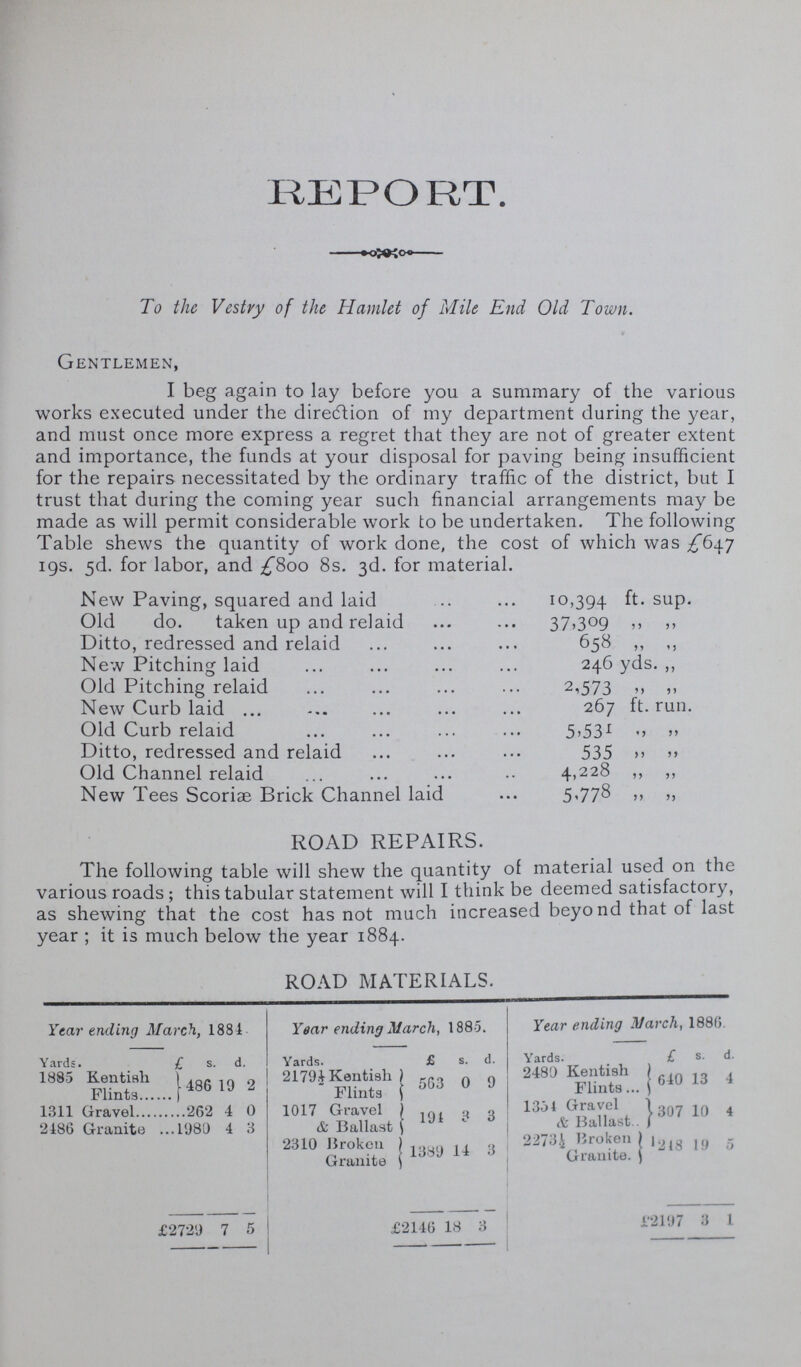 REPORT.
To the Vestry of the Hamlet of Mile End Old Town.
GENTLEMEN,
I beg again to lay before you a summary of the various
works executed under the direction of my department during the year,
and must once more express a regret that they are not of greater extent
and importance, the funds at your disposal for paving being insufficient
for the repairs necessitated by the ordinary traffic of the district, but I
trust that during the coming year such financial arrangements may be
made as will permit considerable work to be undertaken. The following
Table shews the quantity of work done, the cost of which was £647
19s. 5d. for labor, and £800 8s. 3d. for material.
New Paving, squared and laid ... ... 10,394 ft. sup.
Old do. taken up and relaid ... ... 37,309 ,, ,,
Ditto, redressed and relaid ... ... ... 658 ,, ,,
New Pitching laid ... ... ... ... 246 yds. ,,
Old Pitching relaid ... ... ... ... 2,573 ,, ,,
New Curb laid ... ... ... ... ... 267 ft. run.
Old Curb relaid ... ... ... ... 5,531 ,, ,,
Ditto, redressed and relaid ... ... ... 535 ,, ,,
Old Channel relaid ... ... ... ... 4,228 ,, ,,
New Tees Scoriæ Brick Channel laid ... 5,778 ,, ,,
ROAD REPAIRS.
The following table will shew the quantity of material used on the
various roads; this tabular statement will I think be deemed satisfactory,
as shewing that the cost has not much increased beyond that of last
year ; it is much below the year 1884.
ROAD MATERIALS.
Year ending March, 1884.
Yards. £ s. d.
1885 Kentish Flints...... } 486 19 2
1311 Gravel.........262 4 0
2486 Granite ...1980 4 3
£2729 7 5
Year ending March, 1885.
Yards. £ s. d.
2179½ Kentish Flints } 563 0 9
1017 Gravel & Ballast } 194 3 3
2310 Broken Granite } 1389 14 3
£2146 18 3
Year ending March, 1886.
Yards. £ s. d.
2480 Kentish Flints... } 640 13 4
1354 Gravel & Ballast.. } 307 10 4
2273½ Broken Granite. } 1248 19 5
£2197 3 1